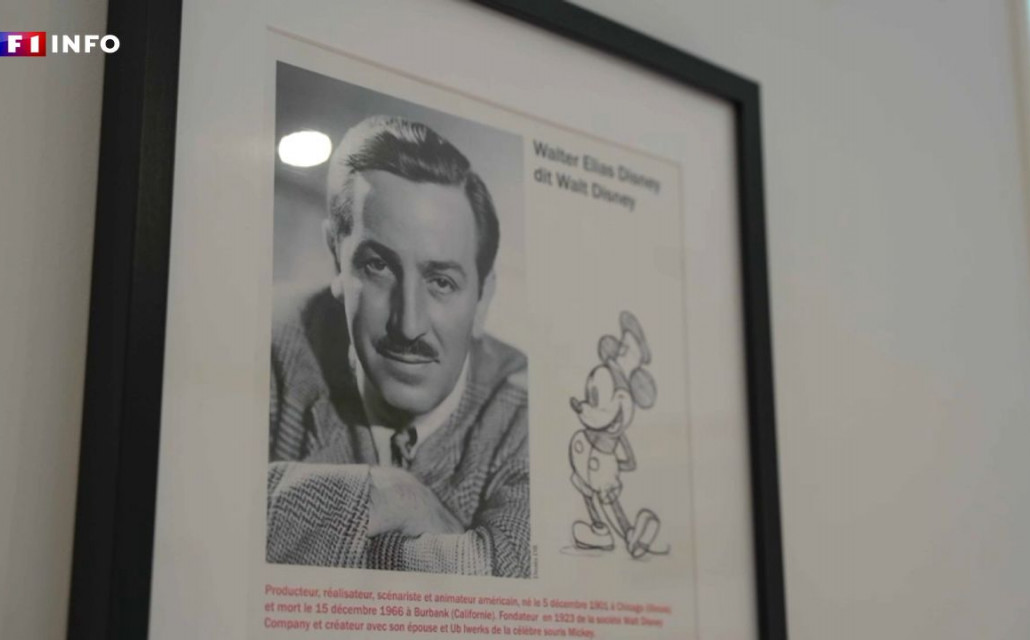 TF1 INFO
Walter Elias Disney
dit Walt Disney
Producteur, réalisateur, scénariste et animateur américain, né le 5 décembre 1901 à Chicago (Illinois)
et mort le 15 décembre 1966 à Burbank (Californie). Fondateur en 1923 de la société Walt Disney
Company et créateur avec son épouse et Ub Iwerks de la célèbre souris Mickey.